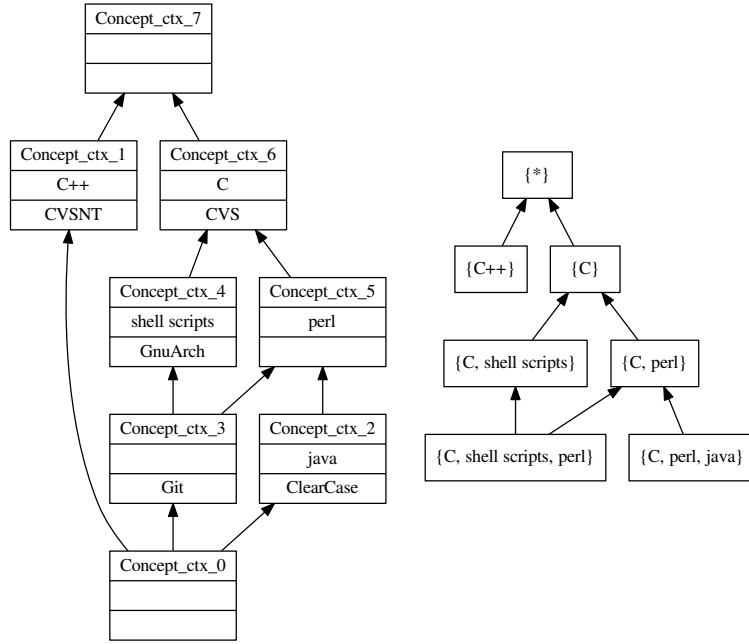 Concept_ctx_7
Concept_ctx_1
C++
CVSNT
Concept_ctx_6
C
CVS
Concept_ctx_4
shell scripts
GnuArch
Concept_ctx_5
perl
Concept_ctx_3
Git
Concept_ctx_2
java
ClearCase
Concept_ctx_0
{*}
{C++}
{C}
{C, shell scripts}
{C, perl}
{C, shell scripts, perl}
{C, perl, java}